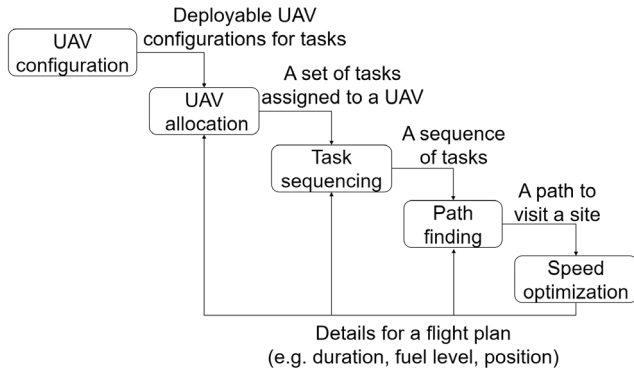 Deployable UAV
configurations for tasks
UAV
configuration
A set of tasks
assigned to a UAV
UAV
allocation
A sequence
of tasks
Task
sequencing
A path to
visit a site
Path
finding
Speed
optimization
Details for a flight plan
(e.g. duration, fuel level, position)